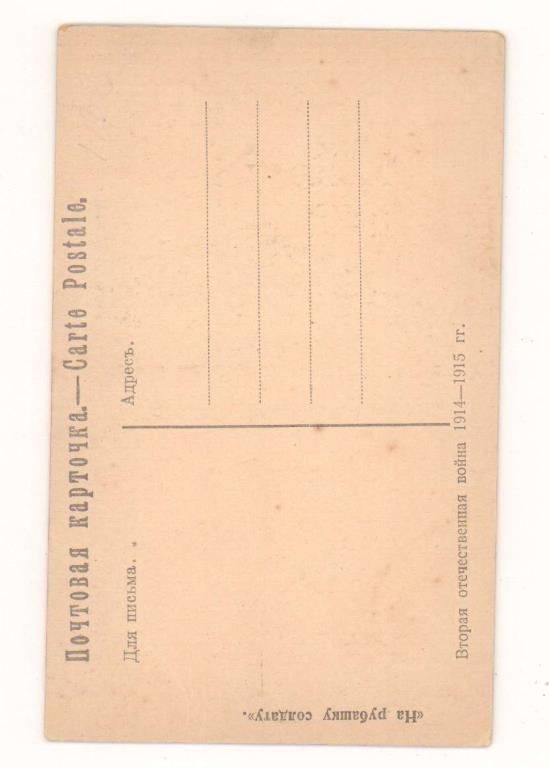 Почтовая карточка.—Carte Postale.
Для письма.
Адресъ.
Вторая отечественная война 1914—1915 гг.
«На рубашку солдату».